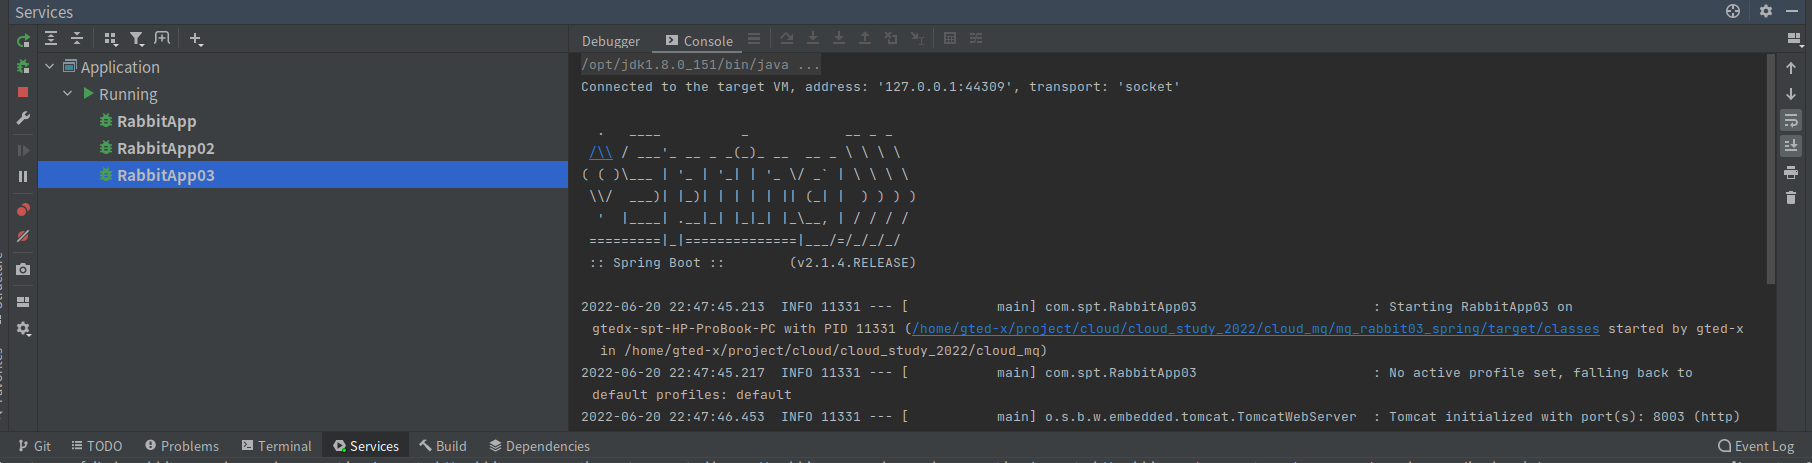 Services
Application
Running
RabbitApp
RabbitApp02
RabbitApp03
Debugger Console
/opt/jdk1.8.0_151/bin/java ...
Connected to the target VM, address: '127.0.0.1:44309', transport: 'socket'
  .   ____          _            __ _ _
 /\\ / ___'_ __ _ _(_)_ __  __ _ \ \ \ \
( ( )\___ | '_ | '_| | '_ \/ _` | \ \ \ \
 \\/  ___)| |_)| | | | | || (_| |  ) ) ) )
  '  |____| .__|_| |_|_| |_\__, | / / / /
 =========|_|==============|___/=/_/_/_/
 :: Spring Boot ::        (v2.1.4.RELEASE)
2022-06-20 22:47:45.213  INFO 11331 --- [           main] com.spt.RabbitApp03                      : Starting RabbitApp03 on
gtedx-spt-HP-ProBook-PC with PID 11331 (/home/gted-x/project/cloud/cloud_study_2022/cloud_mq/mq_rabbit03_spring/target/classes started by gted-x
in /home/gted-x/project/cloud/cloud_study_2022/cloud_mq)
2022-06-20 22:47:45.217  INFO 11331 --- [           main] com.spt.RabbitApp03                      : No active profile set, falling back to
default profiles: default
2022-06-20 22:47:46.453  INFO 11331 --- [           main] o.s.b.w.embedded.tomcat.TomcatWebServer  : Tomcat initialized with port(s): 8003 (http)
Git TODO Problems Terminal Services Build Dependencies Event Log